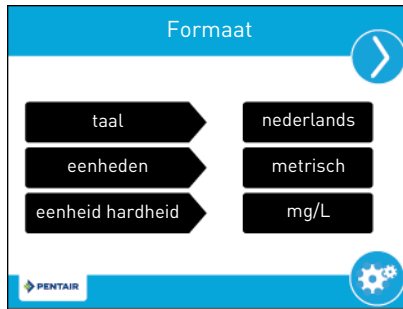 Formaat
taal
nederlands
eenheden
metrisch
eenheid hardheid
mg/L
PENTAIR